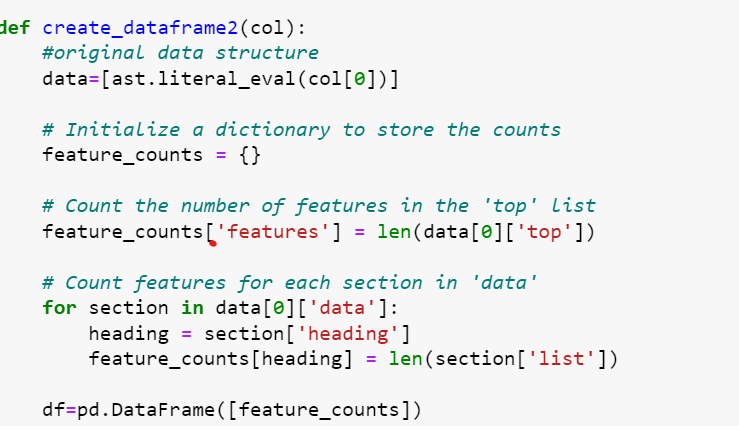 def create_dataframe2(col):
    #original data structure
    data=[ast.literal_eval(col[0])]
    # Initialize a dictionary to store the counts
    feature_counts = {}
    # Count the number of features in the 'top' list
    feature_counts['features'] = len(data[0]['top'])
    # Count features for each section in 'data'
    for section in data[0]['data']:
        heading = section['heading']
        feature_counts[heading] = len(section['list'])
    df=pd.DataFrame([feature_counts])